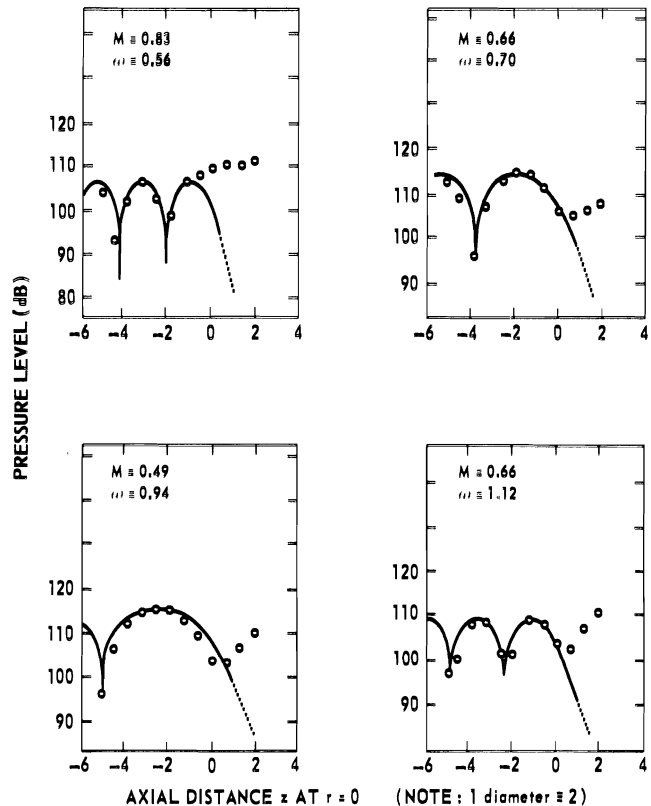 M = 0.83
ω = 0.56
120
110
100
90
80
−6 −4 −2 0 2 4
M = 0.66
ω = 0.70
120
110
100
90
−6 −4 −2 0 2 4
PRESSURE LEVEL (dB)
M = 0.49
ω = 0.94
120
110
100
90
−6 −4 −2 0 2 4
M = 0.66
ω = 1.12
120
110
100
90
−6 −4 −2 0 2 4
AXIAL DISTANCE z AT r = 0 (NOTE: 1 diameter ≡ 2)